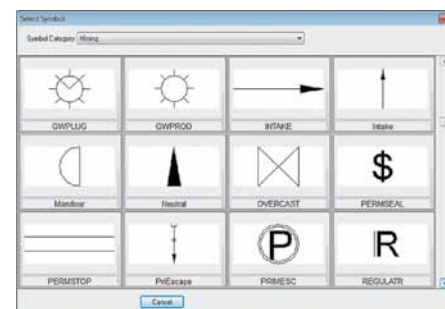 Select Symbol
Symbol Category Mining
GWPLUG GWPROD INTAKE Intake
Mandoor Neutral OVERCAST $ PERMSEAL
PERMSTOP PriEscape P PRIMESC R REGULATR
Cancel